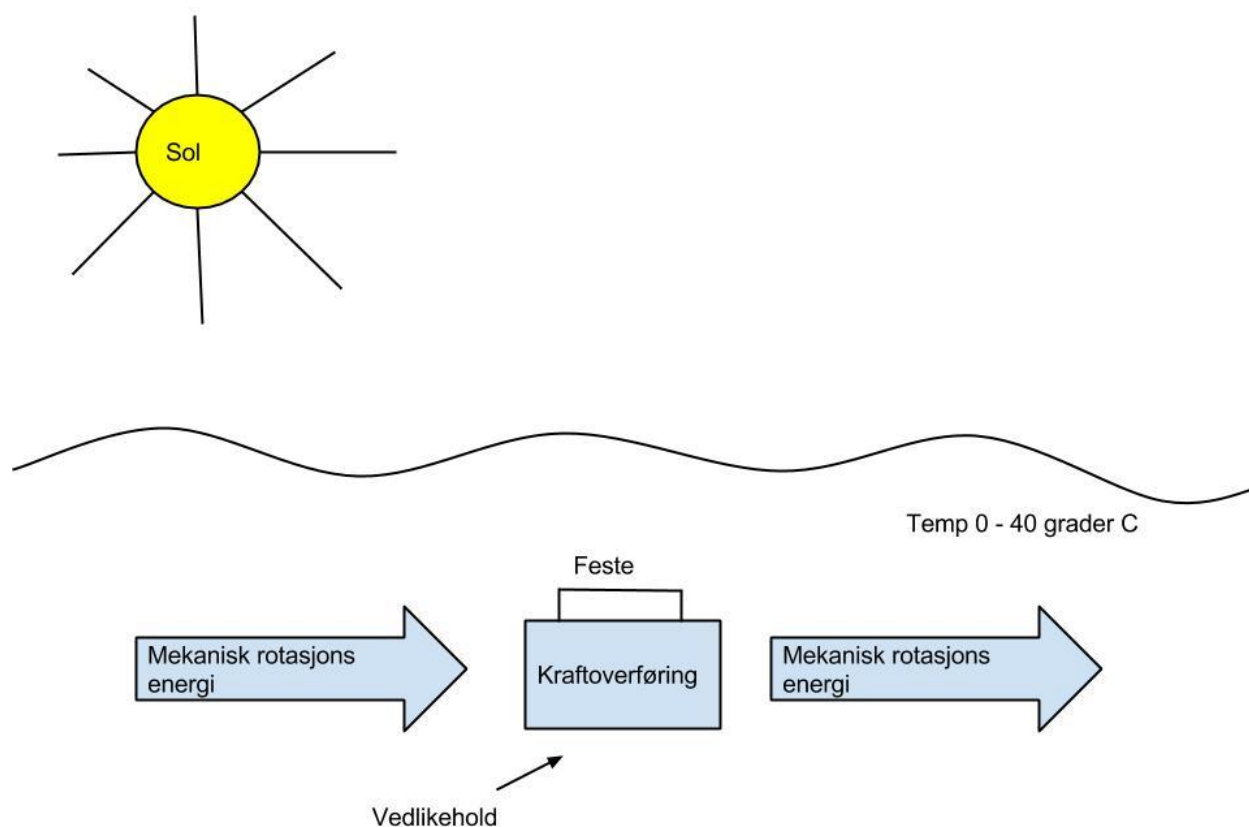 Sol
Temp 0 - 40 grader C
Feste
Mekanisk rotasjons
energi
Kraftoverføring
Mekanisk rotasjons
energi
Vedlikehold